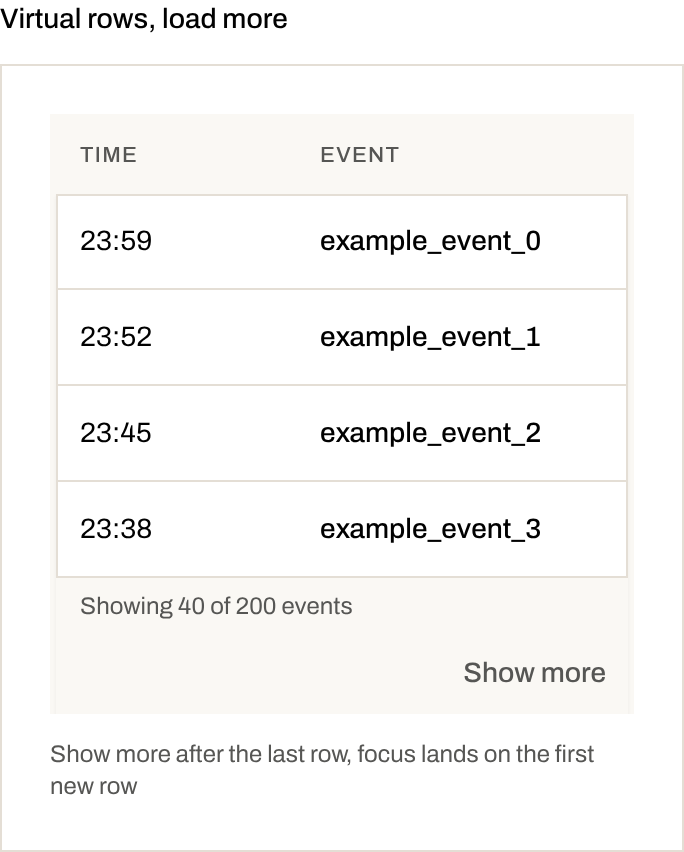 Virtual rows, load more
TIME EVENT
23:59 example_event_0
23:52 example_event_1
23:45 example_event_2
23:38 example_event_3
Showing 40 of 200 events
Show more
Show more after the last row, focus lands on the first
new row